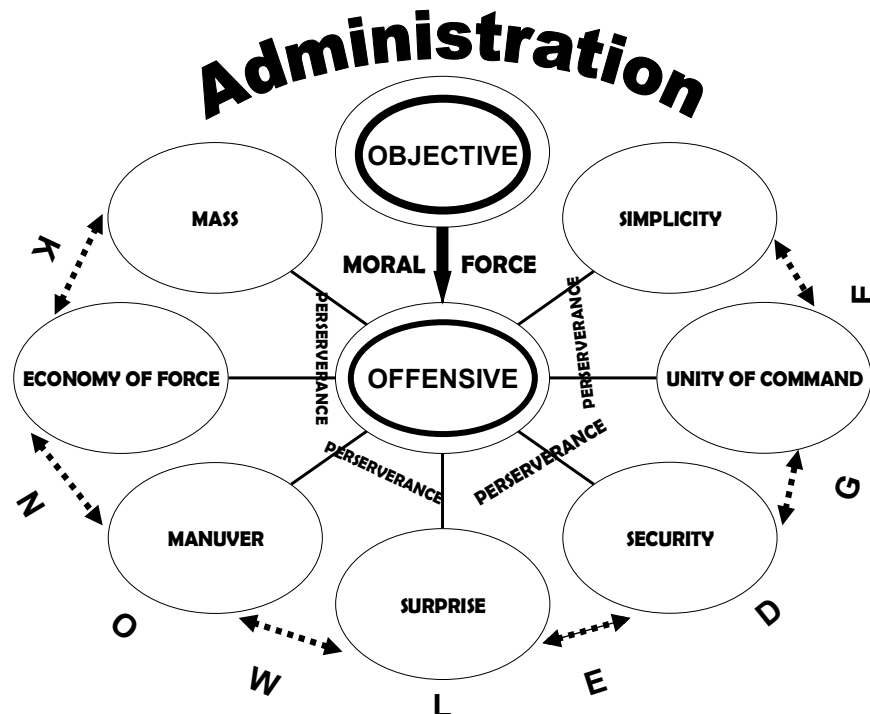 Administration
OBJECTIVE
MASS
SIMPLICITY
MORAL FORCE
PERSERVERANCE
PERSERVERANCE
ECONOMY OF FORCE
OFFENSIVE
UNITY OF COMMAND
PERSERVERANCE
PERSERVERANCE
MANUVER
SECURITY
SURPRISE
K
N
O
W
L
E
D
G
F